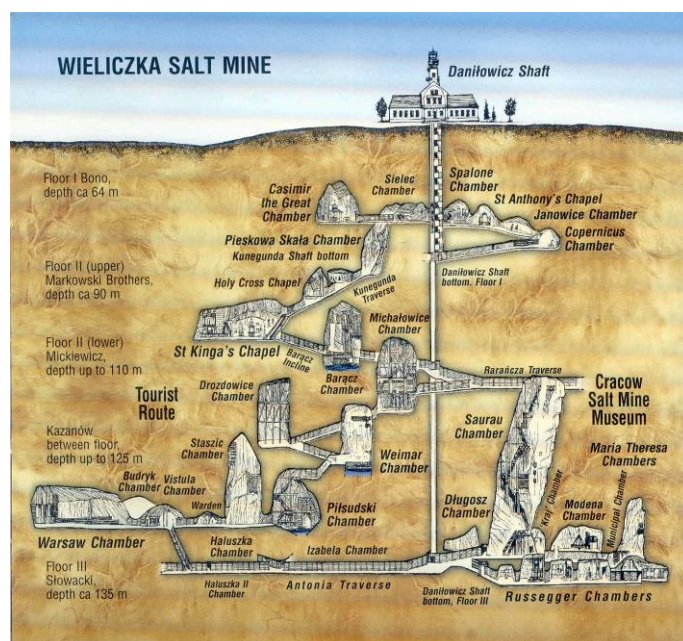 WIELICZKA SALT MINE
Daniłowicz Shaft
Floor I Bono,
depth ca 64 m
Casimir
the Great
Chamber
Sielec
Chamber
Spalone
Chamber
St Anthony's Chapel
Janowice Chamber
Copernicus
Chamber
Pieskowa Skała Chamber
Kunegunda Shaft bottom
Floor II (upper)
Markowski Brothers,
depth ca 90 m
Holy Cross Chapel
Kunegunda
Traverse
Daniłowicz Shaft
bottom. Floor I
Michałowice
Chamber
Floor II (lower)
Mickiewicz,
depth up to 110 m
St Kinga's Chapel
Barącz
Incline
Barącz
Chamber
Rarańcza Traverse
Drozdowice
Chamber
Tourist
Route
Cracow
Salt Mine
Museum
Saurau
Chamber
Kazanów
between floor,
depth up to 125 m
Staszic
Chamber
Weimar Chamber
Maria Theresa
Chambers
Budryk
Chamber
Vistula
Chamber
Warden
Piłsudski
Chamber
Długosz
Chamber
'Kraj' Chamber
Modena
Chamber
Municipal Chamber
Warsaw Chamber
Haluszka
Chamber
Izabela Chamber
Floor III
Słowacki,
depth ca 135 m
Haluszka II
Chamber
Antonia Traverse
Daniłowicz Shaft
bottom, Floor III
Russegger Chambers